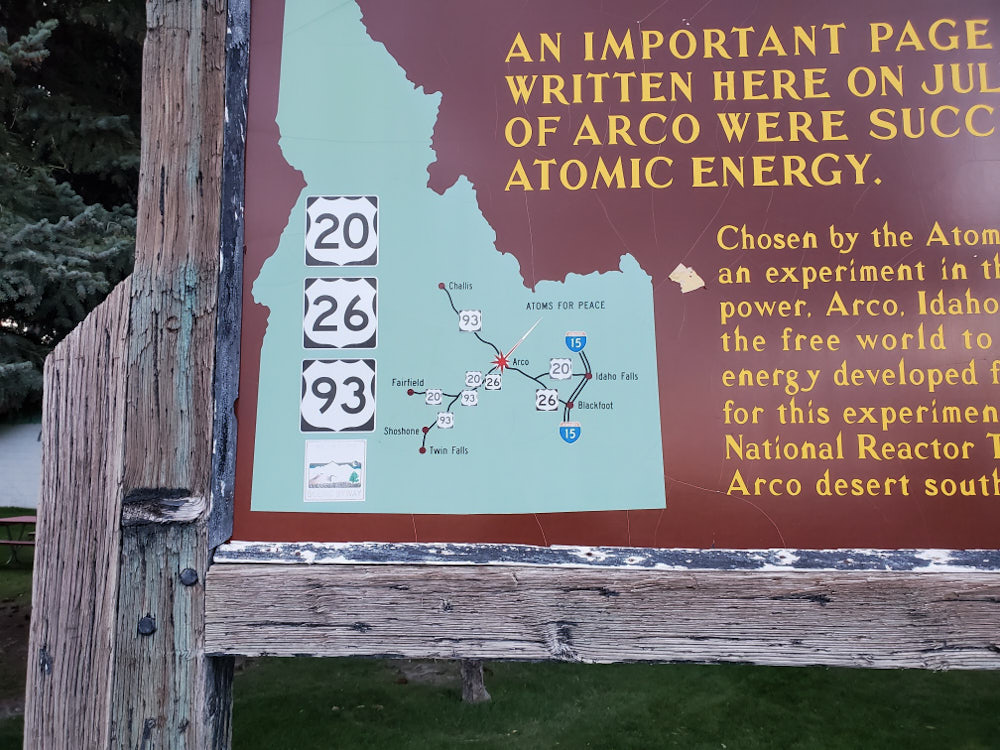 AN IMPORTANT PAGE
WRITTEN HERE ON JUL
OF ARCO WERE SUCC
ATOMIC ENERGY.
Chosen by the Atom
an experiment in th
power, Arco, Idaho
the free world to
energy developed f
for this experimen
National Reactor T
Arco desert south
20
26
93
SCENIC BYWAY
Challis
93
ATOMS FOR PEACE
15
Arco
20
Idaho Falls
20
26
Fairfield
20
93
26
Blackfoot
93
15
Shoshone
Twin Falls